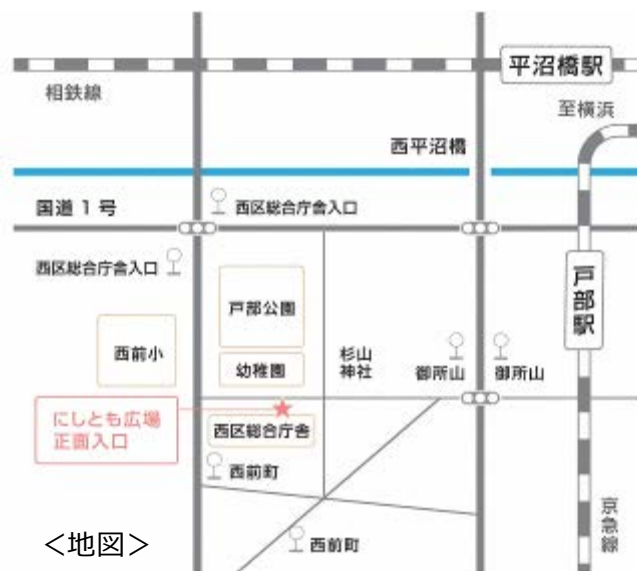 平沼橋駅
相鉄線
至横浜
西平沼橋
国道1号
西区総合庁舎入口
西区総合庁舎入口
戸部公園
戸部駅
西前小
幼稚園
杉山
神社
御所山
御所山
にしとも広場
正面入口
西区総合庁舎
西前町
京急線
<地図>
西前町